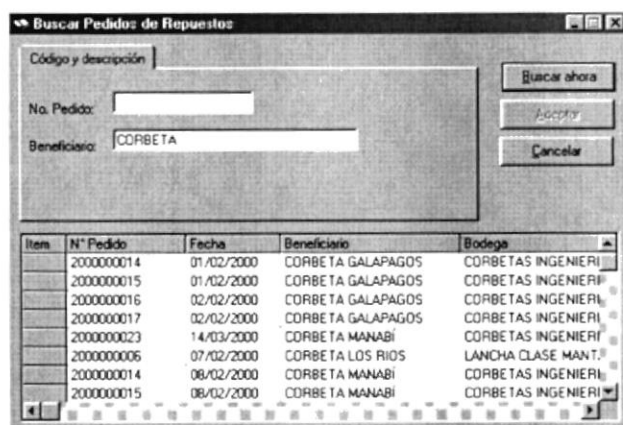 Buscar Pedidos de Repuestos
Código y descripción
No. Pedido:
Beneficiario: CORBETA
Buscar ahora
Aceptar
Cancelar
Item N° Pedido Fecha Beneficiario Bodega
2000000014 01/02/2000 CORBETA GALAPAGOS CORBETAS INGENIERI
2000000015 01/02/2000 CORBETA GALAPAGOS CORBETAS INGENIERI
2000000016 02/02/2000 CORBETA GALAPAGOS CORBETAS INGENIERI
2000000017 02/02/2000 CORBETA GALAPAGOS CORBETAS INGENIERI
2000000023 14/03/2000 CORBETA MANABÍ CORBETAS INGENIERI
2000000006 07/02/2000 CORBETA LOS RIOS LANCHA CLASE MANT.
2000000014 08/02/2000 CORBETA MANABÍ CORBETAS INGENIERI
2000000015 08/02/2000 CORBETA MANABÍ CORBETAS INGENIERI